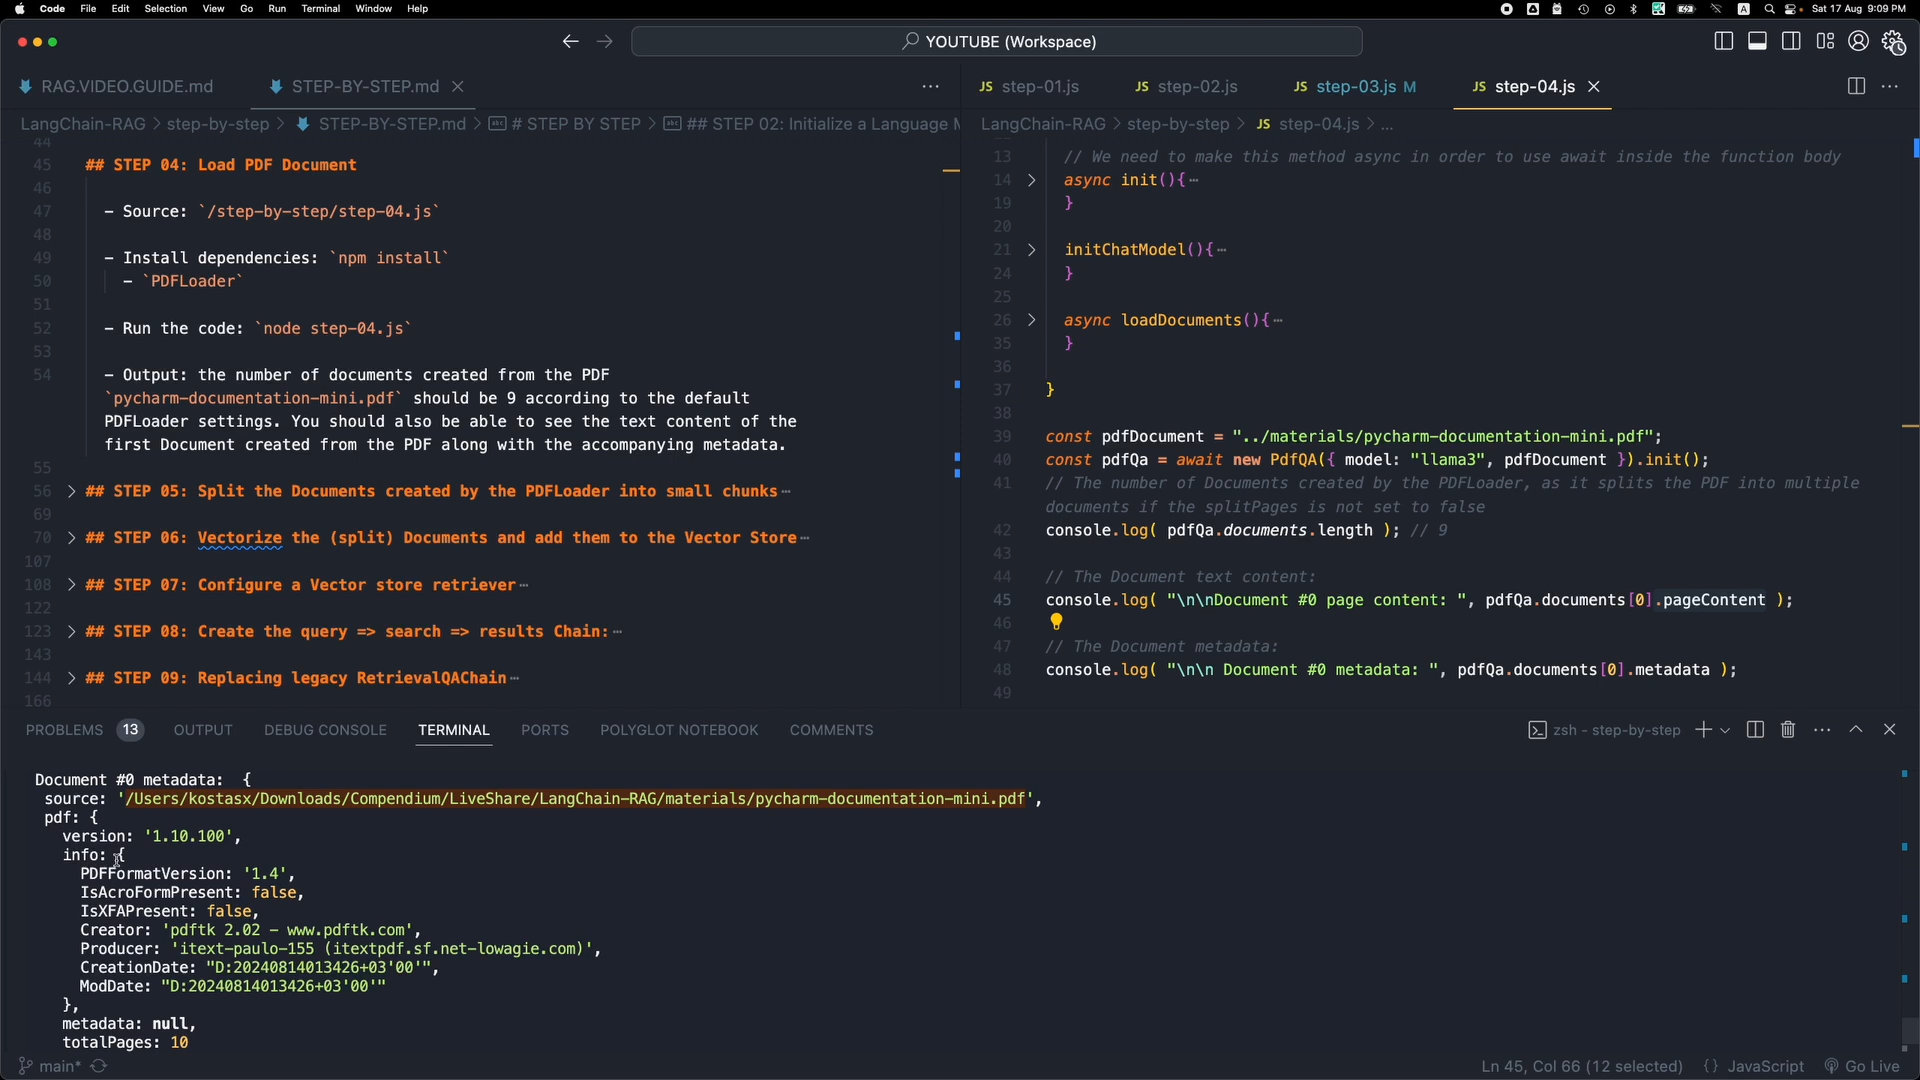 Code File Edit Selection View Go Run Terminal Window Help
A Sat 17 Aug 9:09 PM
YOUTUBE (Workspace)
RAG.VIDEO.GUIDE.md STEP-BY-STEP.md
LangChain-RAG > step-by-step > STEP-BY-STEP.md > abc # STEP BY STEP > abc ## STEP 02: Initialize a Language M
44
45 ## STEP 04: Load PDF Document
46
47 - Source: `/step-by-step/step-04.js`
48
49 - Install dependencies: `npm install`
50 - `PDFLoader`
51
52 - Run the code: `node step-04.js`
53
54 - Output: the number of documents created from the PDF
`pycharm-documentation-mini.pdf` should be 9 according to the default
PDFLoader settings. You should also be able to see the text content of the
first Document created from the PDF along with the accompanying metadata.
55
56 > ## STEP 05: Split the Documents created by the PDFLoader into small chunks…
69
70 > ## STEP 06: Vectorize the (split) Documents and add them to the Vector Store…
107
108 > ## STEP 07: Configure a Vector store retriever…
122
123 > ## STEP 08: Create the query => search => results Chain:…
143
144 > ## STEP 09: Replacing legacy RetrievalQAChain…
166
JS step-01.js JS step-02.js JS step-03.js M JS step-04.js
LangChain-RAG > step-by-step > JS step-04.js > ...
13 // We need to make this method async in order to use await inside the function body
14 > async init(){…
19 }
20
21 > initChatModel(){…
24 }
25
26 > async loadDocuments(){…
35 }
36
37 }
38
39 const pdfDocument = "../materials/pycharm-documentation-mini.pdf";
40 const pdfQa = await new PdfQA({ model: "llama3", pdfDocument }).init();
41 // The number of Documents created by the PDFLoader, as it splits the PDF into multiple
documents if the splitPages is not set to false
42 console.log( pdfQa.documents.length ); // 9
43
44 // The Document text content:
45 console.log( "\n\nDocument #0 page content: ", pdfQa.documents[0].pageContent );
46
47 // The Document metadata:
48 console.log( "\n\n Document #0 metadata: ", pdfQa.documents[0].metadata );
49
PROBLEMS 13 OUTPUT DEBUG CONSOLE TERMINAL PORTS POLYGLOT NOTEBOOK COMMENTS
zsh - step-by-step
Document #0 metadata: {
source: '/Users/kostasx/Downloads/Compendium/LiveShare/LangChain-RAG/materials/pycharm-documentation-mini.pdf',
pdf: {
version: '1.10.100',
info: {
PDFFormatVersion: '1.4',
IsAcroFormPresent: false,
IsXFAPresent: false,
Creator: 'pdftk 2.02 - www.pdftk.com',
Producer: 'itext-paulo-155 (itextpdf.sf.net-lowagie.com)',
CreationDate: "D:20240814013426+03'00'",
ModDate: "D:20240814013426+03'00'"
},
metadata: null,
totalPages: 10
main* Ln 45, Col 66 (12 selected) {} JavaScript Go Live